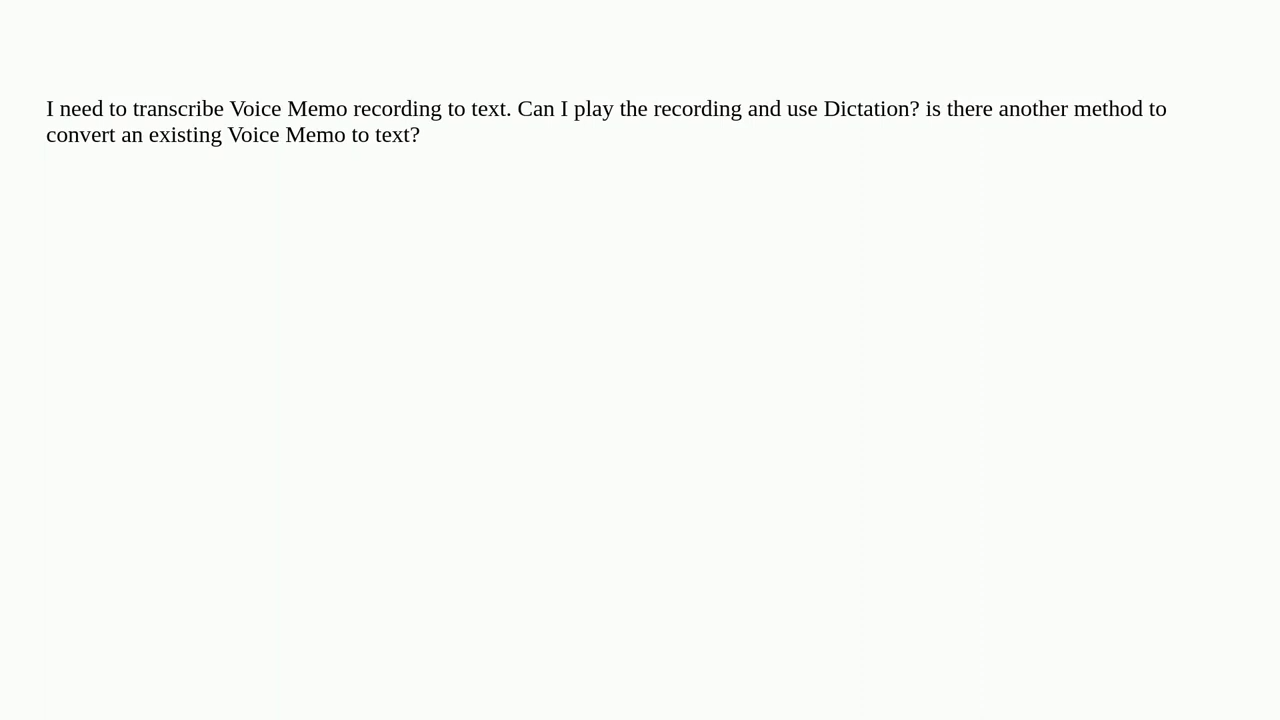 I need to transcribe Voice Memo recording to text. Can I play the recording and use Dictation? is there another method to
convert an existing Voice Memo to text?